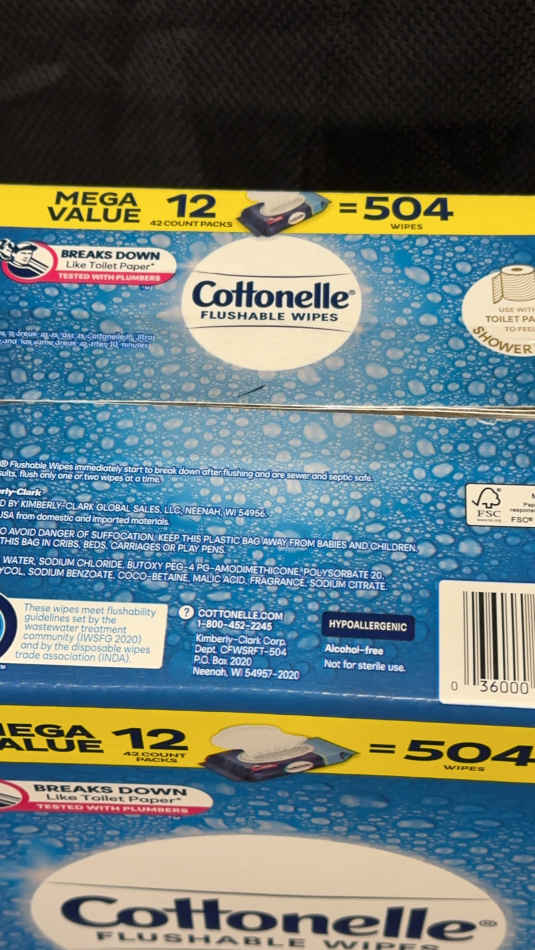 MEGA VALUE 12 42 COUNT PACKS = 504 WIPES
BREAKS DOWN
Like Toilet Paper*
TESTED WITH PLUMBERS
Cottonelle®
FLUSHABLE WIPES
USE WITH
TOILET PA
TO FEEL
SHOWER
® Flushable Wipes immediately start to break down after flushing and are sewer and septic safe.
sults, flush only one or two wipes at a time.
erly-Clark
D BY KIMBERLY-CLARK GLOBAL SALES, LLC, NEENAH, WI 54956.
USA from domestic and imported materials
O AVOID DANGER OF SUFFOCATION, KEEP THIS PLASTIC BAG AWAY FROM BABIES AND CHILDREN.
THIS BAG IN CRIBS, BEDS, CARRIAGES OR PLAY PENS.
WATER, SODIUM CHLORIDE, BUTOXY PEG-4 PG-AMODIMETHICONE, POLYSORBATE 20,
YCOL, SODIUM BENZOATE, COCO-BETAINE, MALIC ACID, FRAGRANCE, SODIUM CITRATE.
FSC
FSC®
These wipes meet flushability
guidelines set by the
wastewater treatment
community (IWSFG 2020)
and by the disposable wipes
trade association (INDA).
? COTTONELLE.COM
1-800-452-2245
Kimberly-Clark Corp.
Dept. CFWSRFT-504
P.O. Box 2020
Neenah, WI 54957-2020
HYPOALLERGENIC
Alcohol-free
Not for sterile use.
0 36000
MEGA VALUE 12 42 COUNT PACKS = 504 WIPES
BREAKS DOWN
Like Toilet Paper*
TESTED WITH PLUMBERS
Cottonelle®
FLUSHABLE WIPES